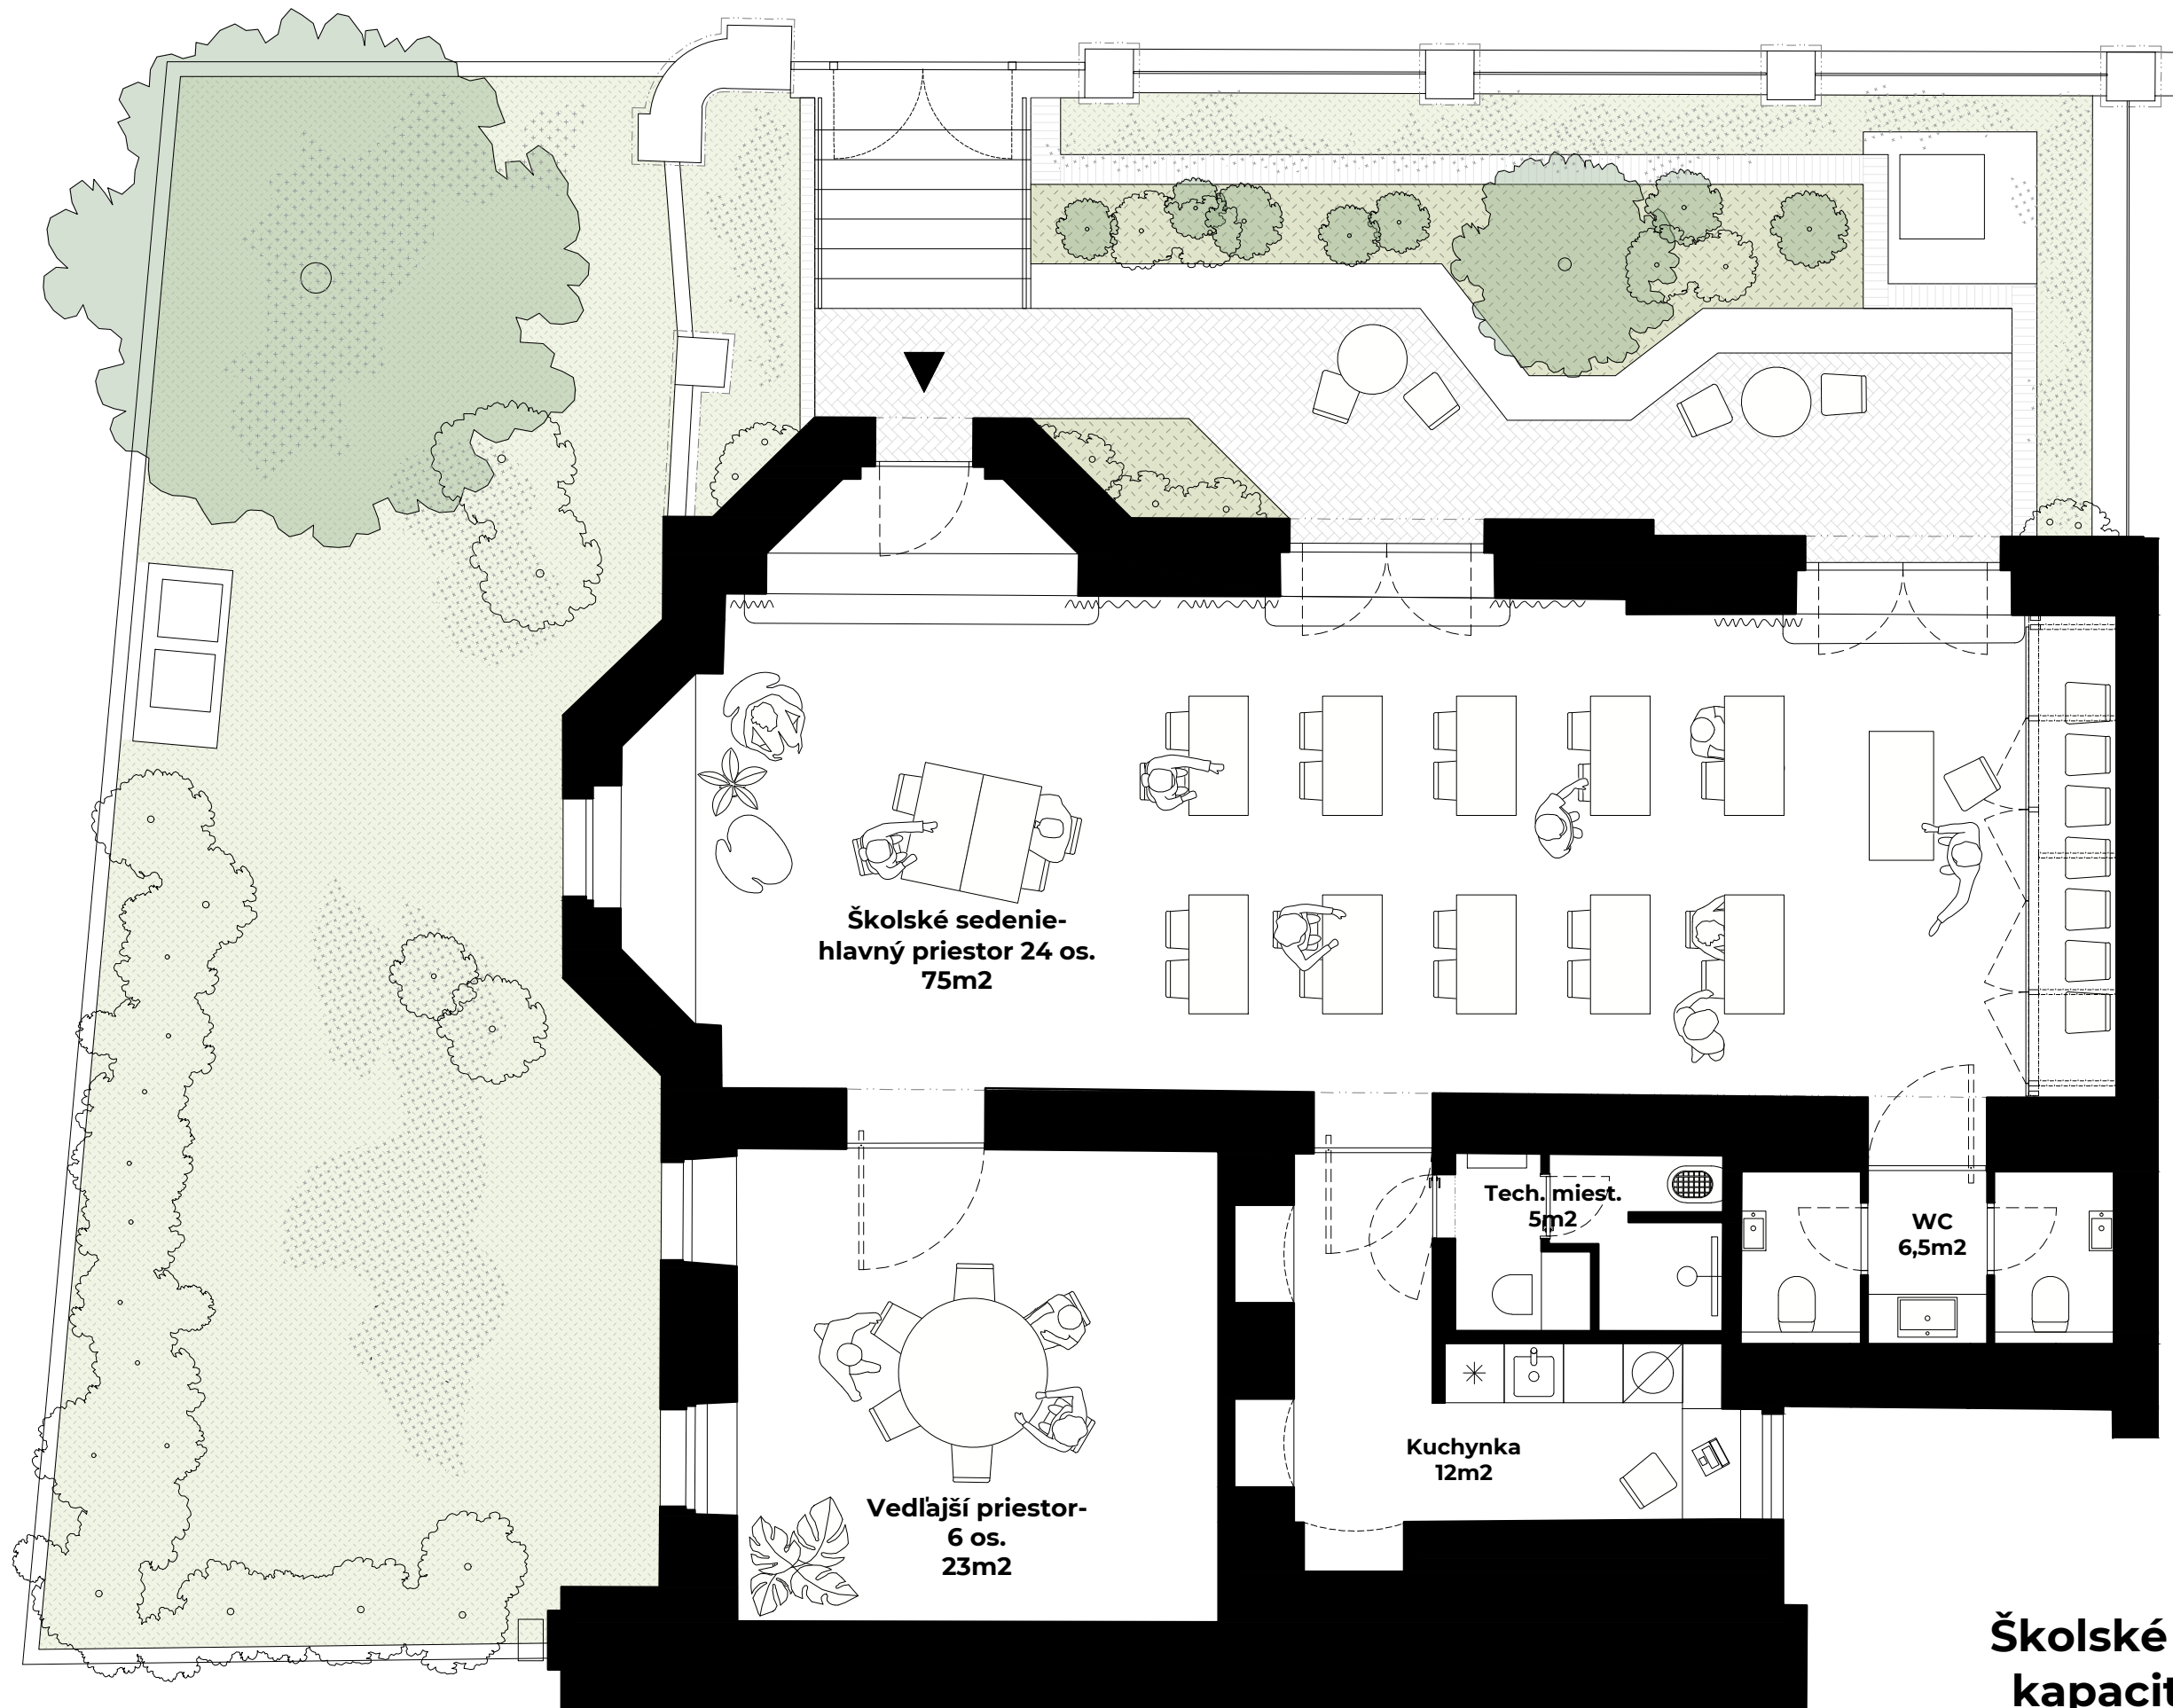 Školské sedenie-
hlavný priestor 24 os.
75m2
Tech. miest.
5m2
WC
6,5m2
Kuchynka
12m2
Vedľajší priestor-
6 os.
23m2
Školské
kapacit